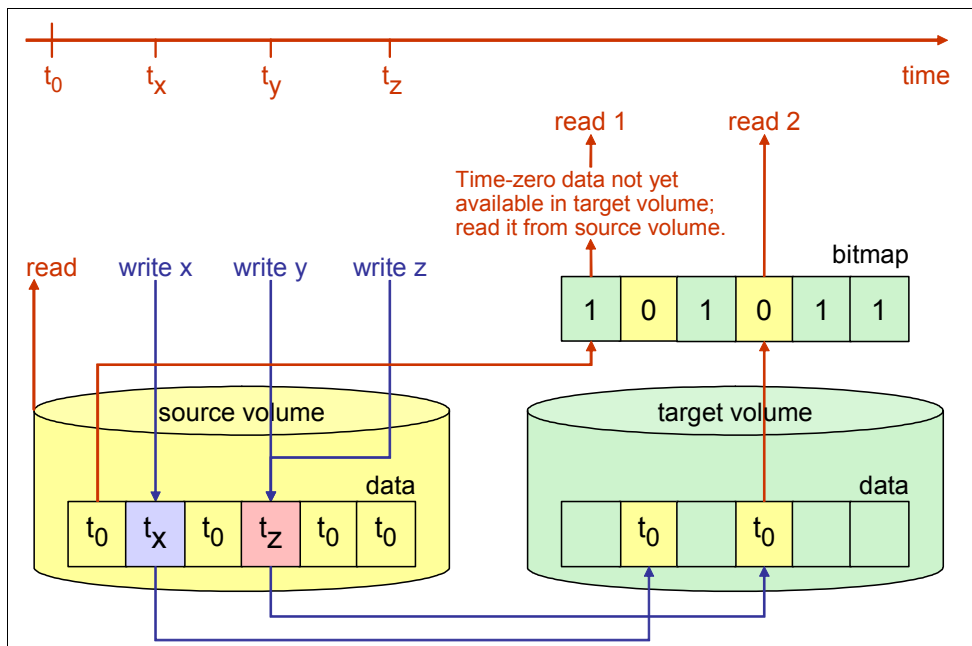 t0 tx ty tz time
read 1 read 2
Time-zero data not yet
available in target volume;
read it from source volume.
bitmap
read write x write y write z
1 0 1 0 1 1
source volume target volume
data data
t0 tx t0 tz t0 t0 t0 t0